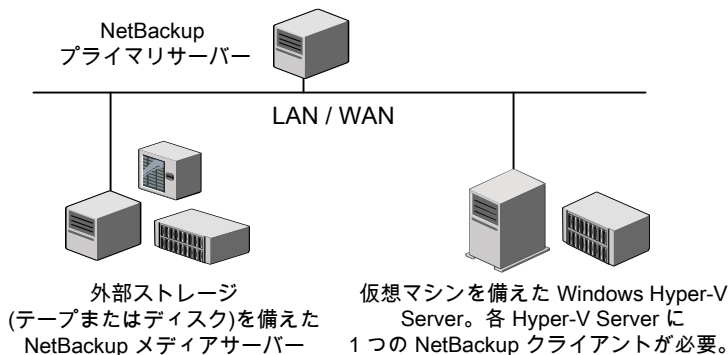 NetBackup
プライマリサーバー
LAN / WAN
外部ストレージ
(テープまたはディスク)を備えた
NetBackup メディアサーバー
仮想マシンを備えた Windows Hyper-V
Server。各 Hyper-V Server に
1 つの NetBackup クライアントが必要。